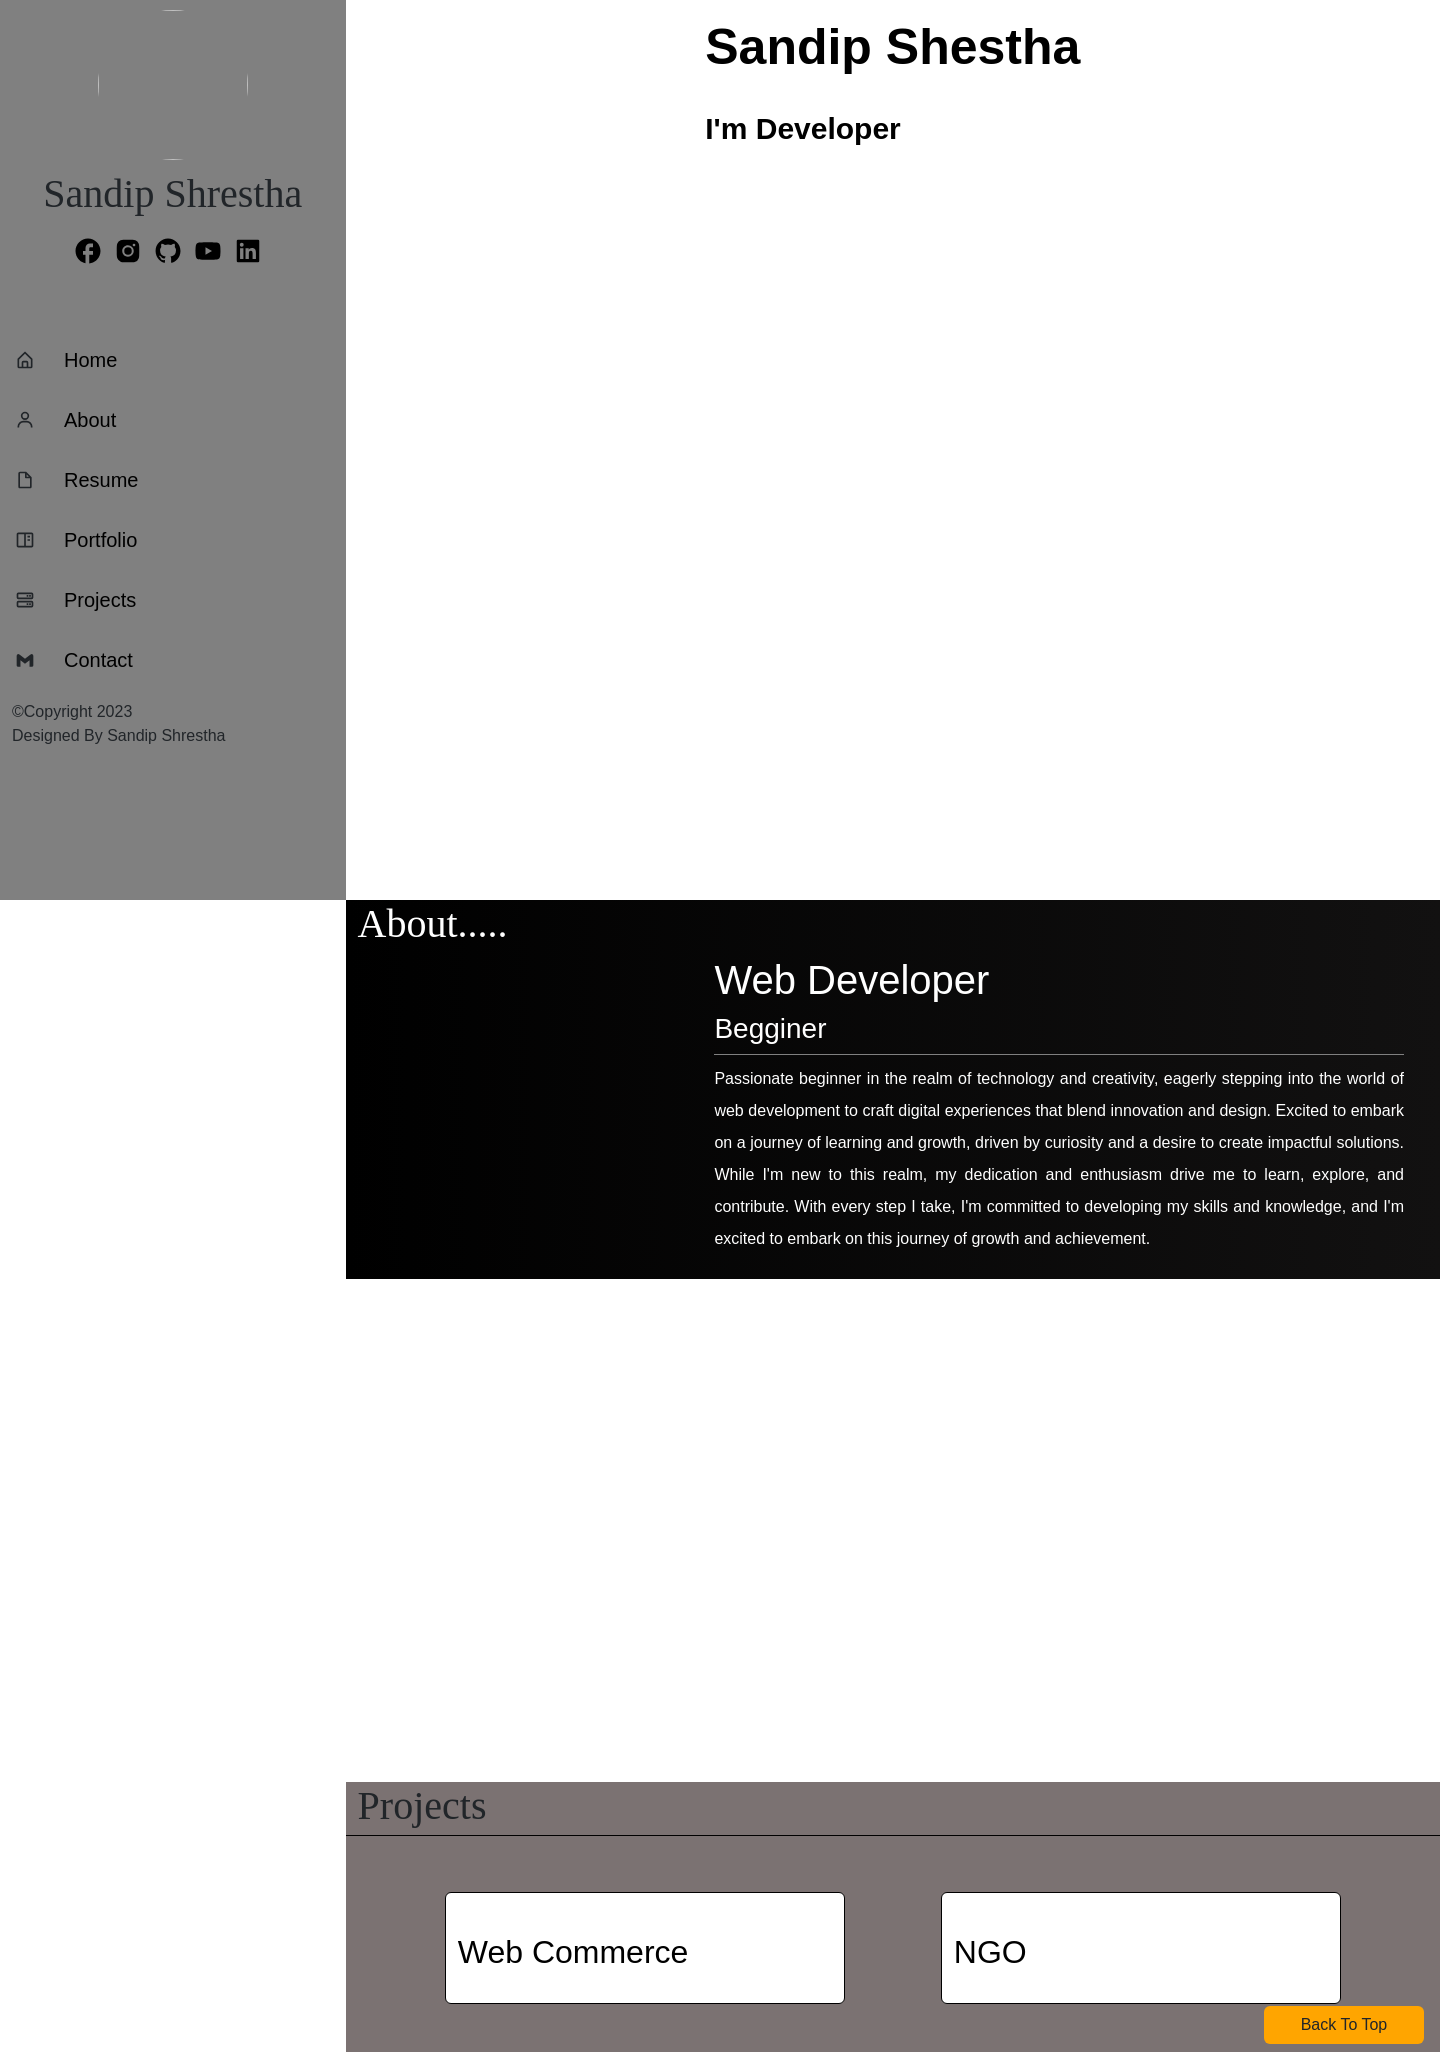 Sandip Shrestha
Home
About
Resume
Portfolio
Projects
Contact
©Copyright 2023
Designed By Sandip Shrestha
Sandip Shestha
I'm Developer
About.....
Web Developer
Begginer
Passionate beginner in the realm of technology and creativity, eagerly stepping into the world of
web development to craft digital experiences that blend innovation and design. Excited to embark
on a journey of learning and growth, driven by curiosity and a desire to create impactful solutions.
While I'm new to this realm, my dedication and enthusiasm drive me to learn, explore, and
contribute. With every step I take, I'm committed to developing my skills and knowledge, and I'm
excited to embark on this journey of growth and achievement.
Projects
Web Commerce
NGO
Back To Top